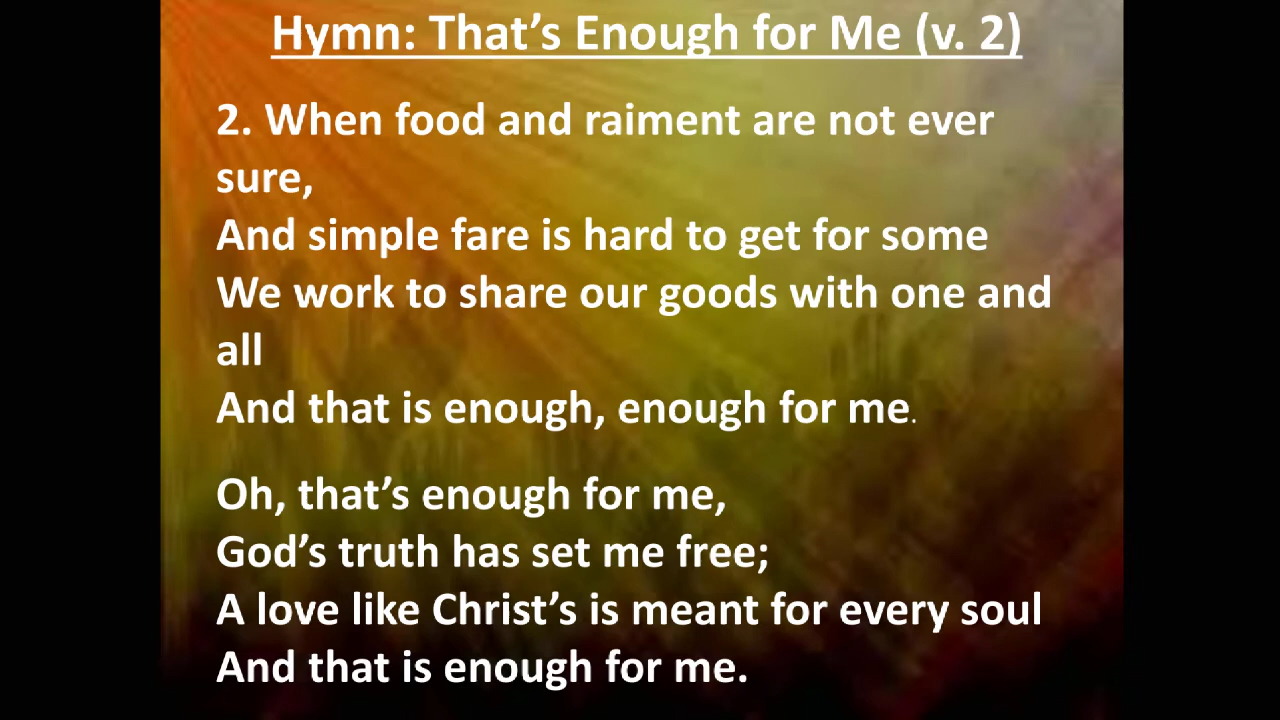 Hymn: That’s Enough for Me (v. 2)
2. When food and raiment are not ever
sure,
And simple fare is hard to get for some
We work to share our goods with one and
all
And that is enough, enough for me.
Oh, that’s enough for me,
God’s truth has set me free;
A love like Christ’s is meant for every soul
And that is enough for me.